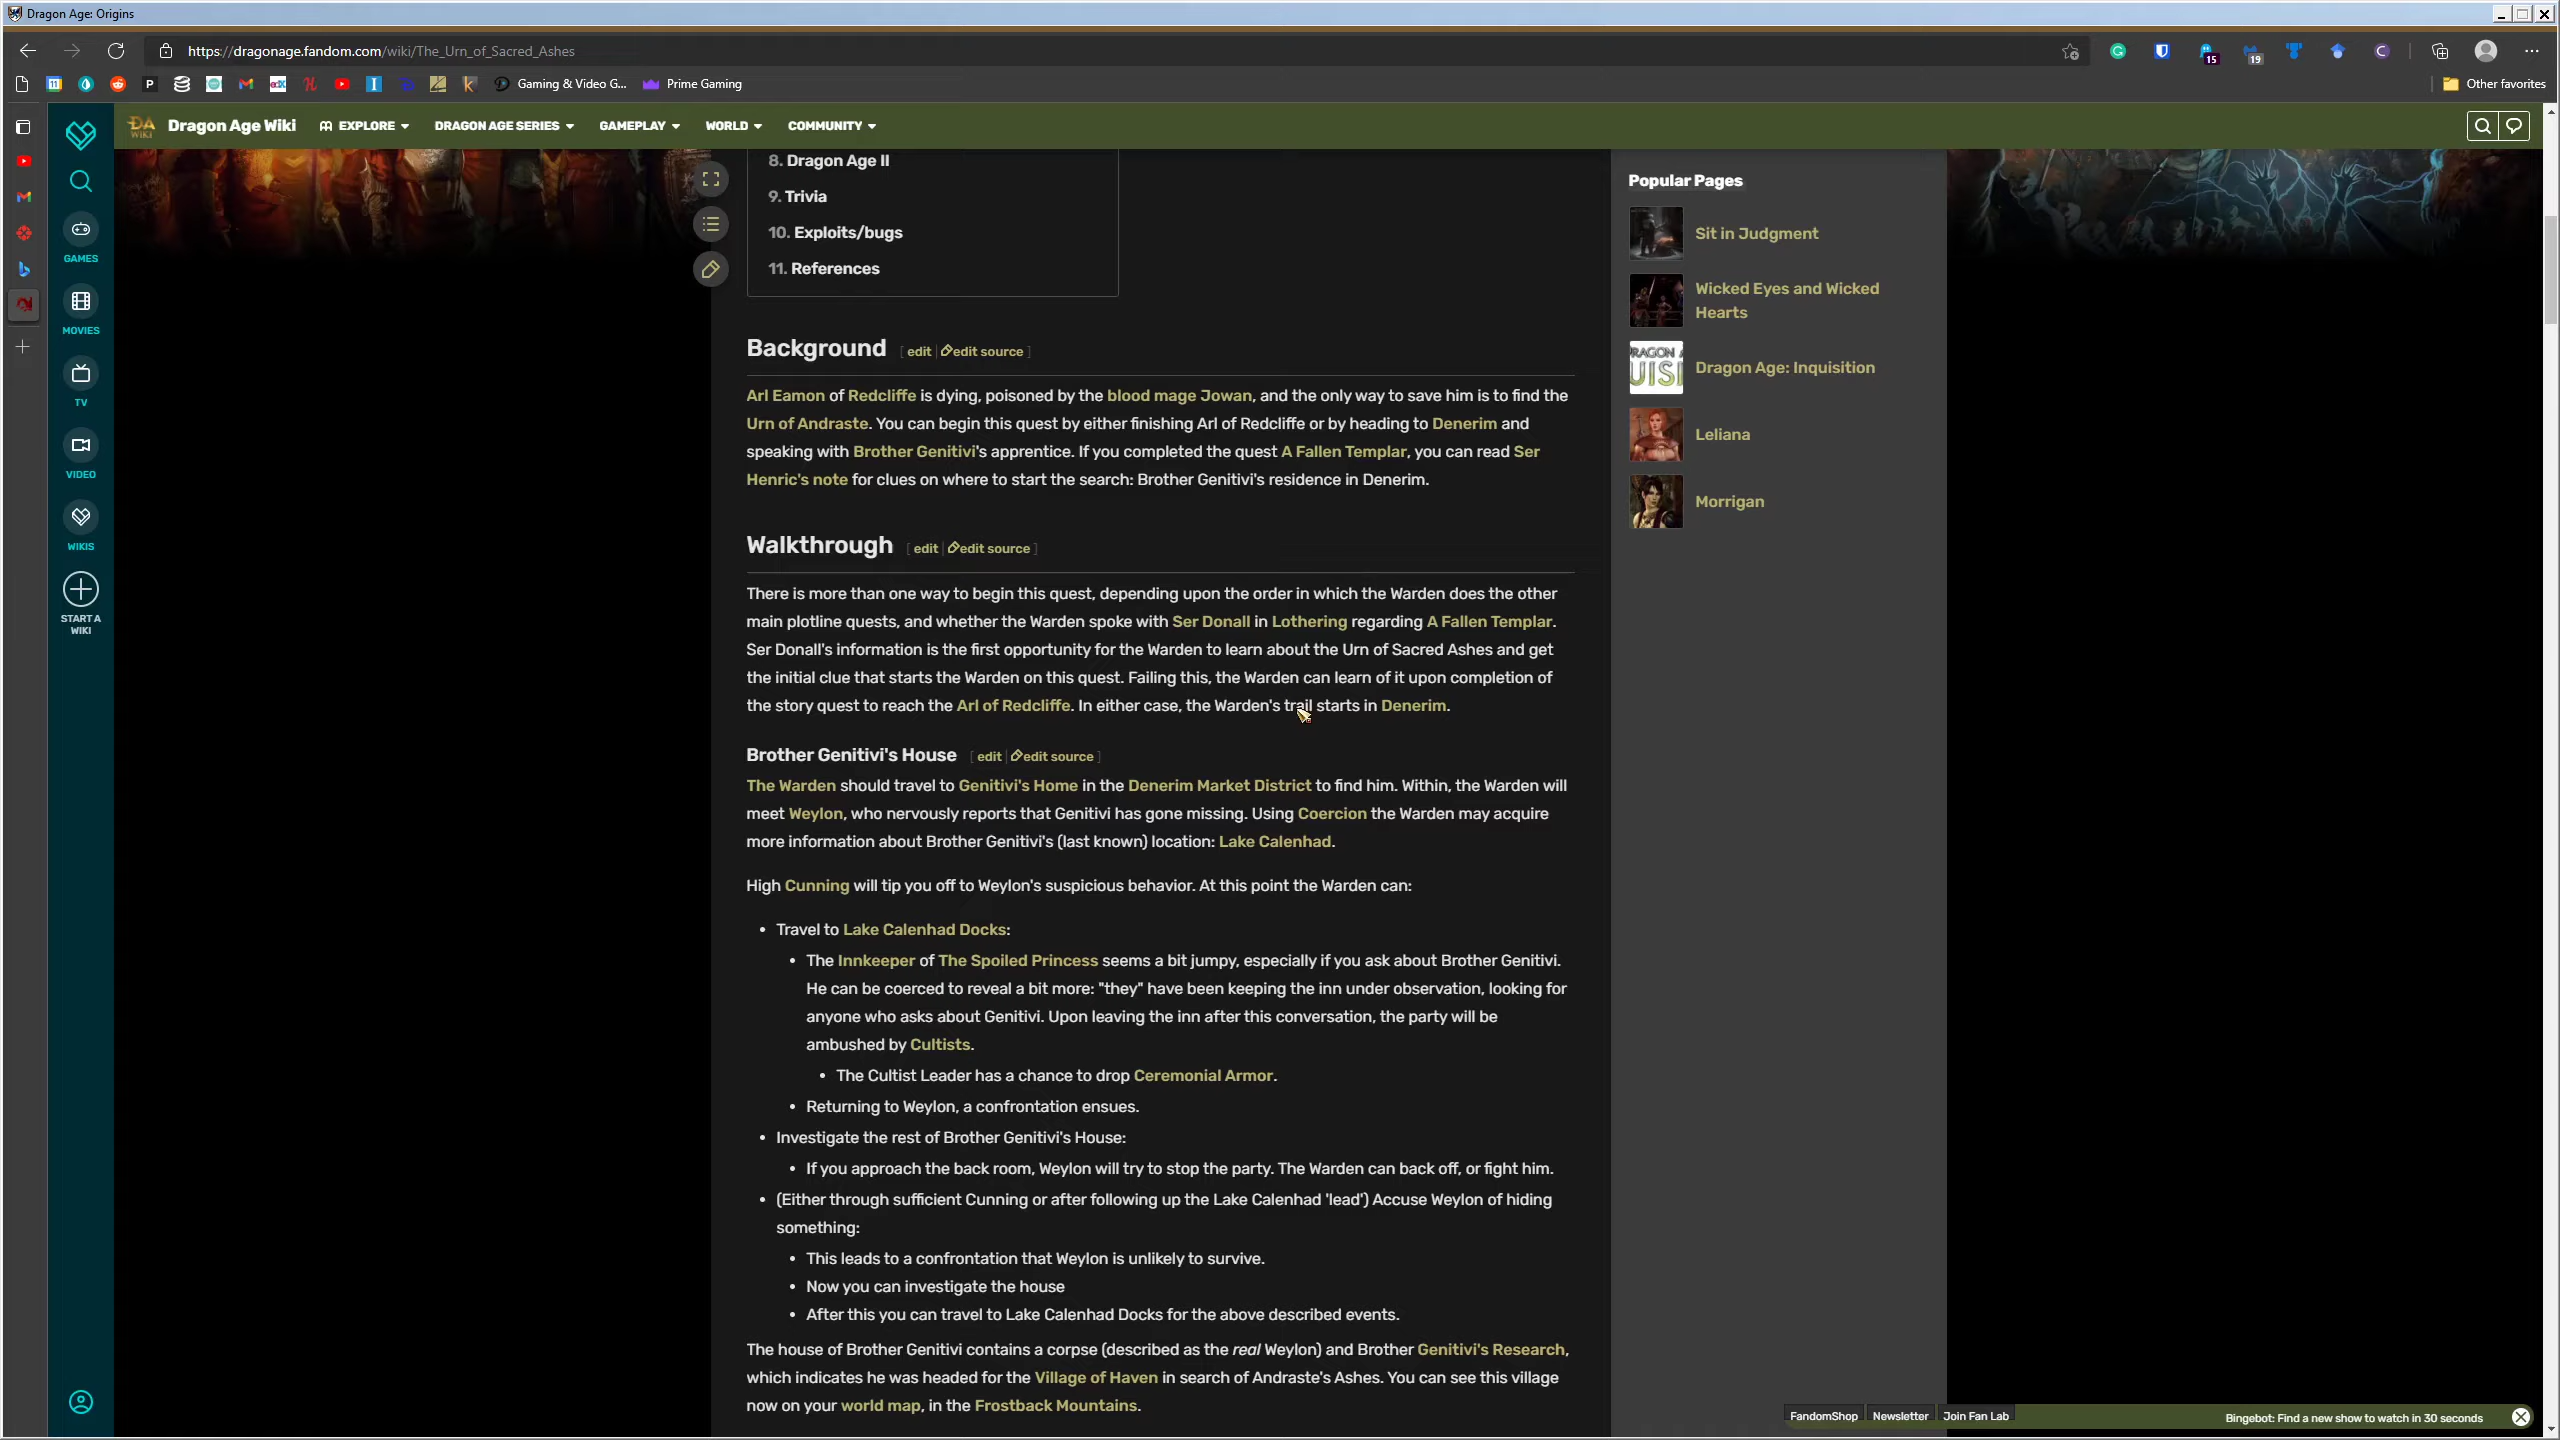 Dragon Age: Origins
https://dragonage.fandom.com/wiki/The_Urn_of_Sacred_Ashes
15
19
11
P
Gaming & Video G...
Prime Gaming
Other favorites
Dragon Age Wiki
EXPLORE
DRAGON AGE SERIES
GAMEPLAY
WORLD
COMMUNITY
GAMES
MOVIES
TV
VIDEO
WIKIS
START A
WIKI
8. Dragon Age II
9. Trivia
10. Exploits/bugs
11. References
Background [ edit | edit source ]
Arl Eamon of Redcliffe is dying, poisoned by the blood mage Jowan, and the only way to save him is to find the
Urn of Andraste. You can begin this quest by either finishing Arl of Redcliffe or by heading to Denerim and
speaking with Brother Genitivi's apprentice. If you completed the quest A Fallen Templar, you can read Ser
Henric's note for clues on where to start the search: Brother Genitivi's residence in Denerim.
Walkthrough [ edit | edit source ]
There is more than one way to begin this quest, depending upon the order in which the Warden does the other
main plotline quests, and whether the Warden spoke with Ser Donall in Lothering regarding A Fallen Templar.
Ser Donall's information is the first opportunity for the Warden to learn about the Urn of Sacred Ashes and get
the initial clue that starts the Warden on this quest. Failing this, the Warden can learn of it upon completion of
the story quest to reach the Arl of Redcliffe. In either case, the Warden's trail starts in Denerim.
Brother Genitivi's House [ edit | edit source ]
The Warden should travel to Genitivi's Home in the Denerim Market District to find him. Within, the Warden will
meet Weylon, who nervously reports that Genitivi has gone missing. Using Coercion the Warden may acquire
more information about Brother Genitivi's (last known) location: Lake Calenhad.
High Cunning will tip you off to Weylon's suspicious behavior. At this point the Warden can:
• Travel to Lake Calenhad Docks:
• The Innkeeper of The Spoiled Princess seems a bit jumpy, especially if you ask about Brother Genitivi.
He can be coerced to reveal a bit more: "they" have been keeping the inn under observation, looking for
anyone who asks about Genitivi. Upon leaving the inn after this conversation, the party will be
ambushed by Cultists.
• The Cultist Leader has a chance to drop Ceremonial Armor.
• Returning to Weylon, a confrontation ensues.
• Investigate the rest of Brother Genitivi's House:
• If you approach the back room, Weylon will try to stop the party. The Warden can back off, or fight him.
• (Either through sufficient Cunning or after following up the Lake Calenhad 'lead') Accuse Weylon of hiding
something:
• This leads to a confrontation that Weylon is unlikely to survive.
• Now you can investigate the house
• After this you can travel to Lake Calenhad Docks for the above described events.
The house of Brother Genitivi contains a corpse (described as the real Weylon) and Brother Genitivi's Research,
which indicates he was headed for the Village of Haven in search of Andraste's Ashes. You can see this village
now on your world map, in the Frostback Mountains.
Popular Pages
Sit in Judgment
Wicked Eyes and Wicked
Hearts
Dragon Age: Inquisition
Leliana
Morrigan
FandomShop
Newsletter
Join Fan Lab
Bingebot: Find a new show to watch in 30 seconds